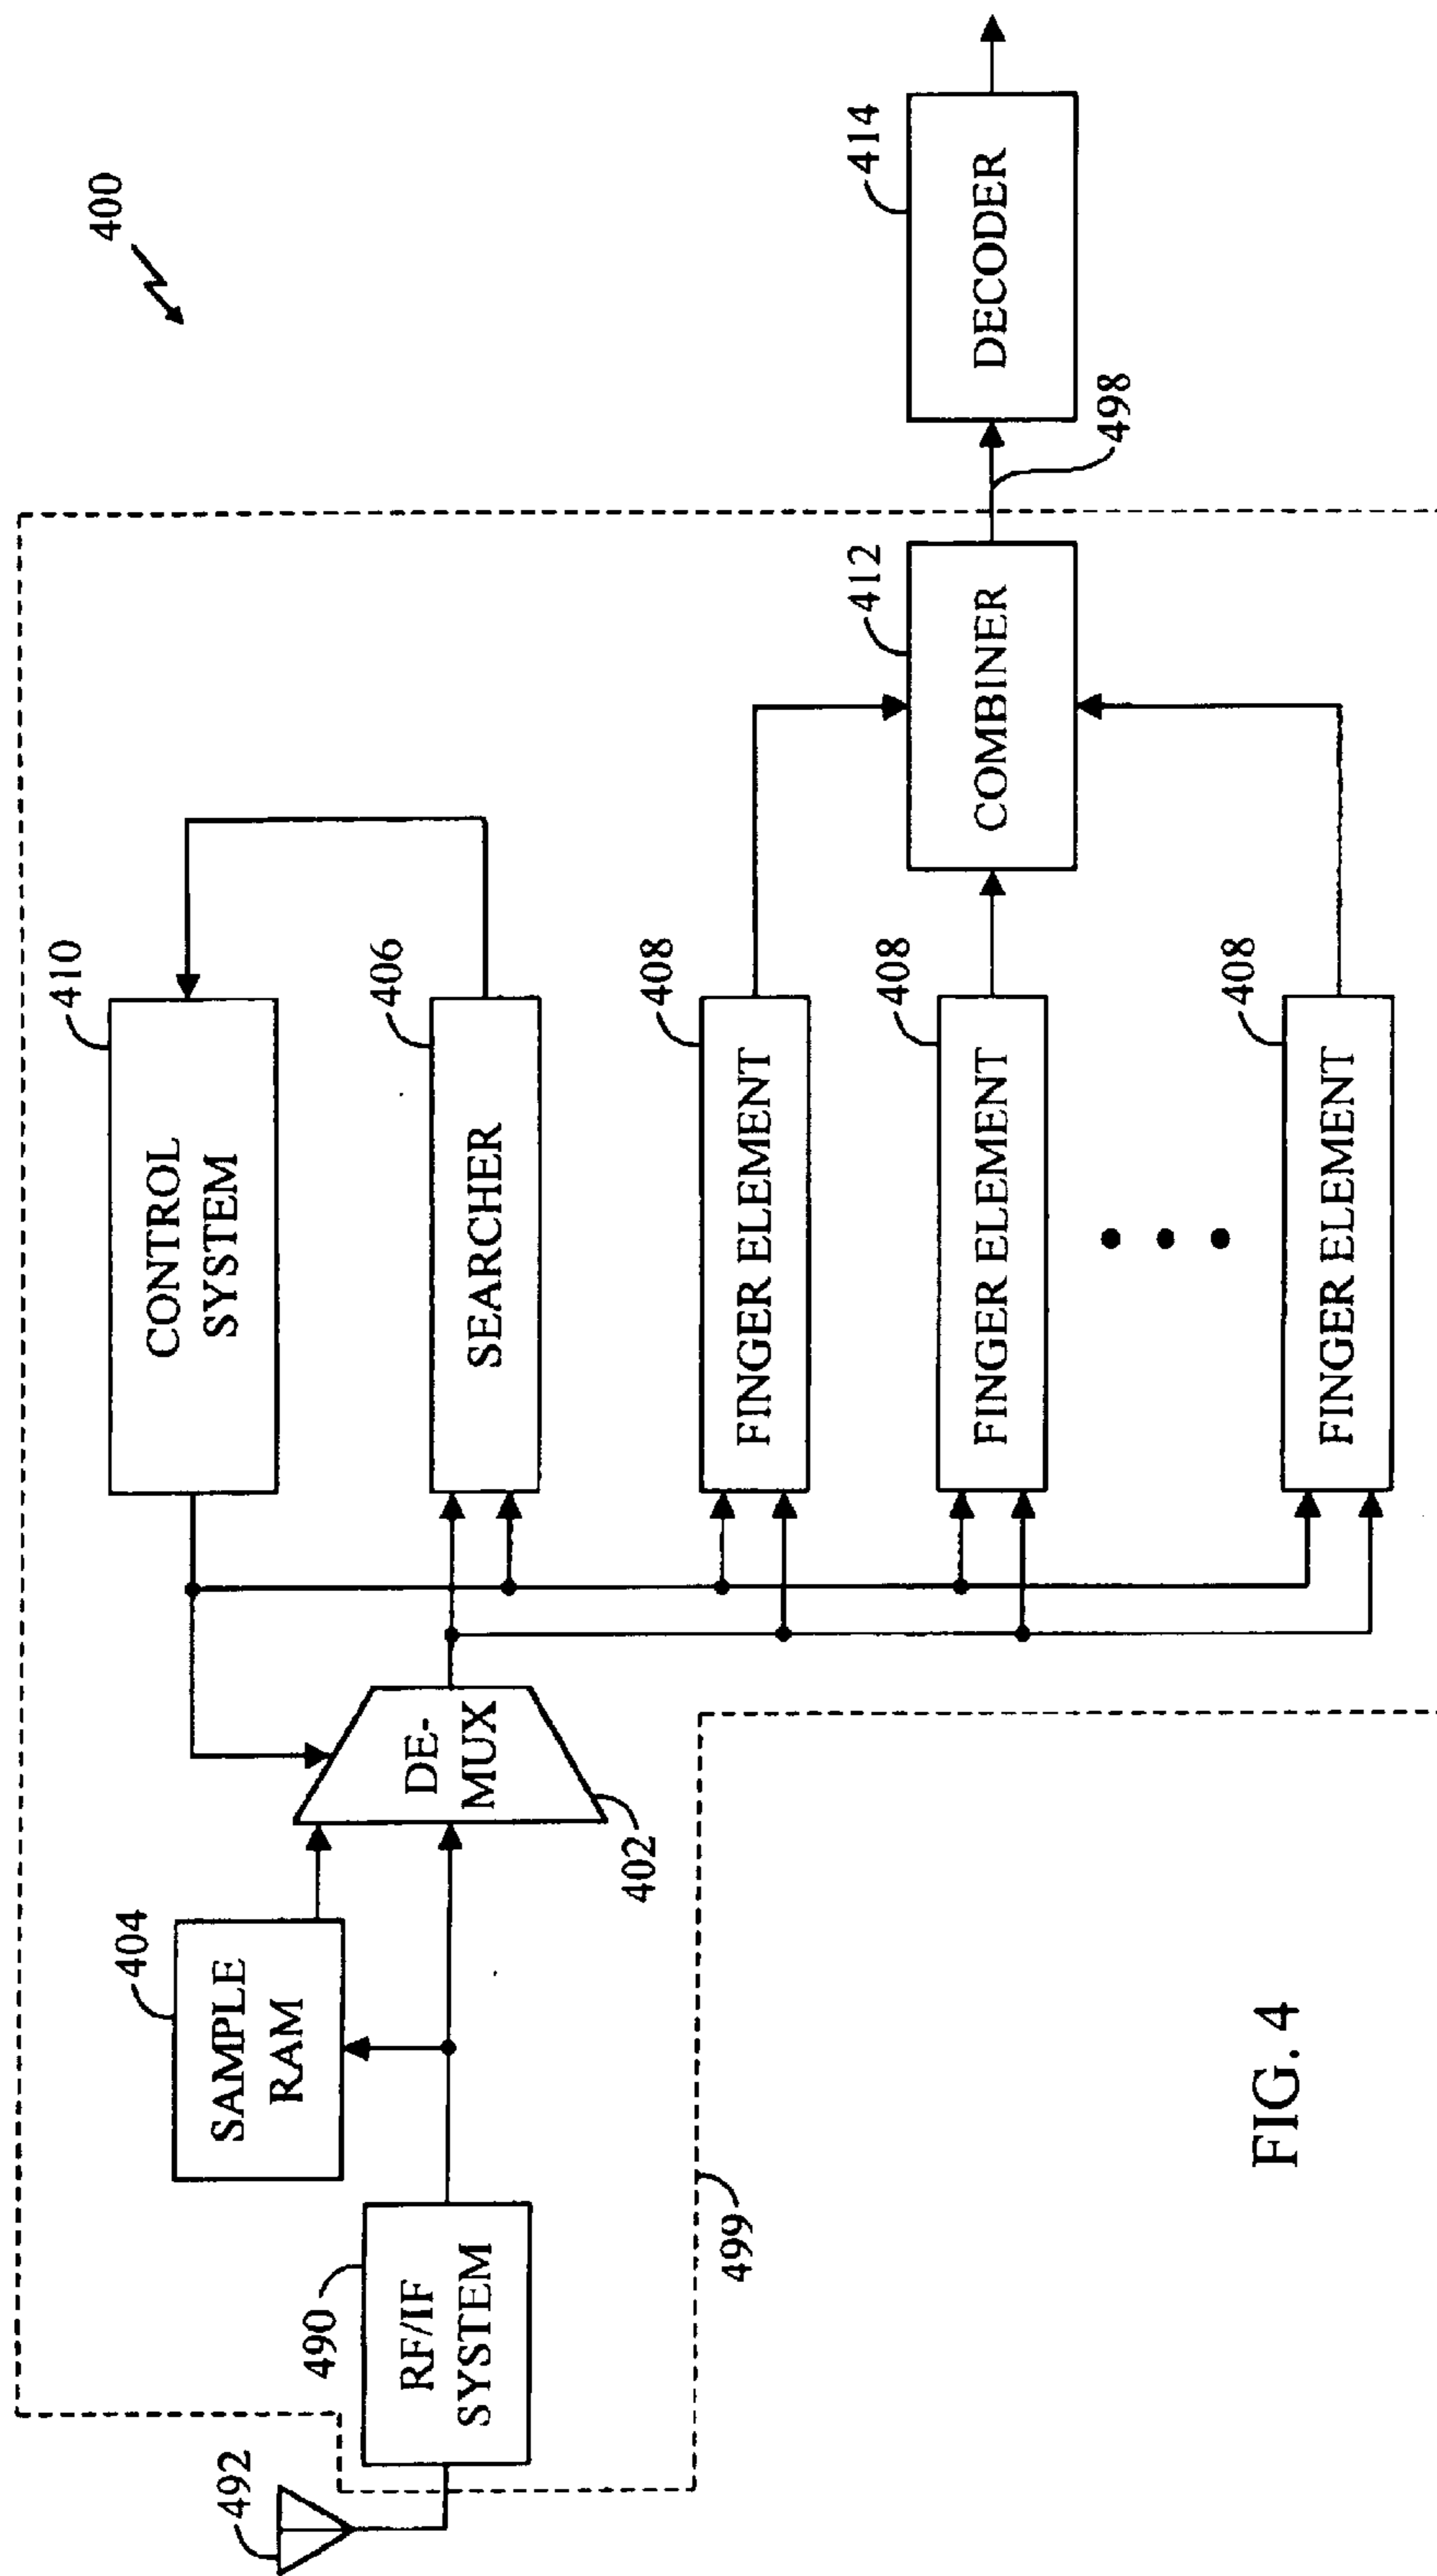 400
410
CONTROL
SYSTEM
404
SAMPLE
RAM
406
SEARCHER
492
490
RF/IF
SYSTEM
DE-
MUX
402
408
FINGER ELEMENT
412
COMBINER
414
DECODER
498
408
FINGER ELEMENT
499
408
FINGER ELEMENT
FIG. 4